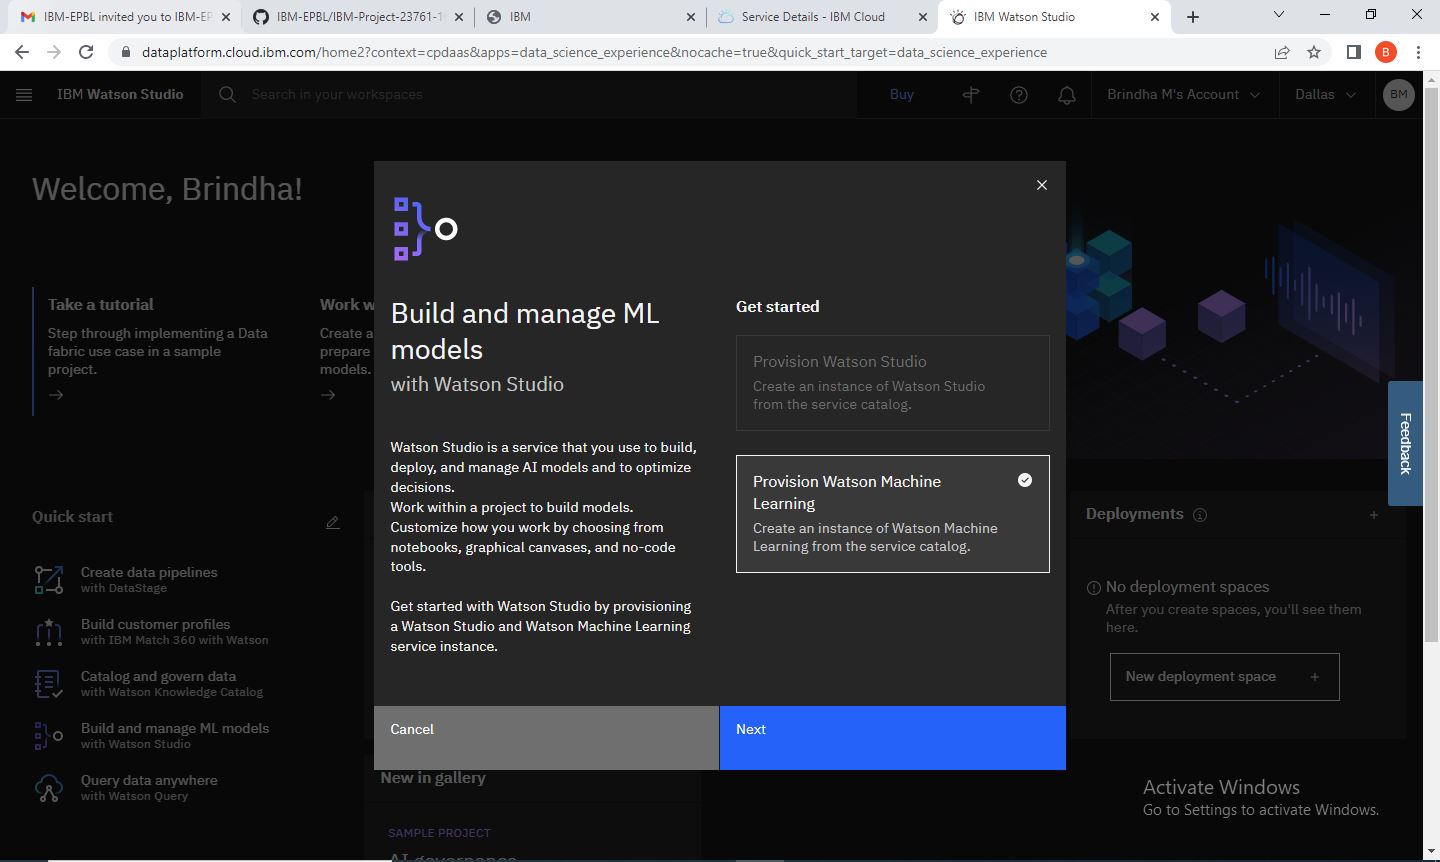 IBM-EPBL invited you to IBM-EP
IBM-EPBL/IBM-Project-23761-1
IBM
Service Details - IBM Cloud
IBM Watson Studio
dataplatform.cloud.ibm.com/home2?context=cpdaas&apps=data_science_experience&nocache=true&quick_start_target=data_science_experience
B
IBM Watson Studio
Search in your workspaces
Buy
Brindha M's Account
Dallas
BM
Welcome, Brindha!
Take a tutorial
Step through implementing a Data
fabric use case in a sample
project.
Work w
Create a
prepare
models.
Build and manage ML
models
with Watson Studio
Watson Studio is a service that you use to build,
deploy, and manage AI models and to optimize
decisions.
Work within a project to build models.
Customize how you work by choosing from
notebooks, graphical canvases, and no-code
tools.
Get started with Watson Studio by provisioning
a Watson Studio and Watson Machine Learning
service instance.
Get started
Provision Watson Studio
Create an instance of Watson Studio
from the service catalog.
Provision Watson Machine
Learning
Create an instance of Watson Machine
Learning from the service catalog.
Cancel
Next
Feedback
Quick start
Create data pipelines
with DataStage
Build customer profiles
with IBM Match 360 with Watson
Catalog and govern data
with Watson Knowledge Catalog
Build and manage ML models
with Watson Studio
Query data anywhere
with Watson Query
Deployments
No deployment spaces
After you create spaces, you'll see them
here.
New deployment space
New in gallery
SAMPLE PROJECT
AI governance
Activate Windows
Go to Settings to activate Windows.